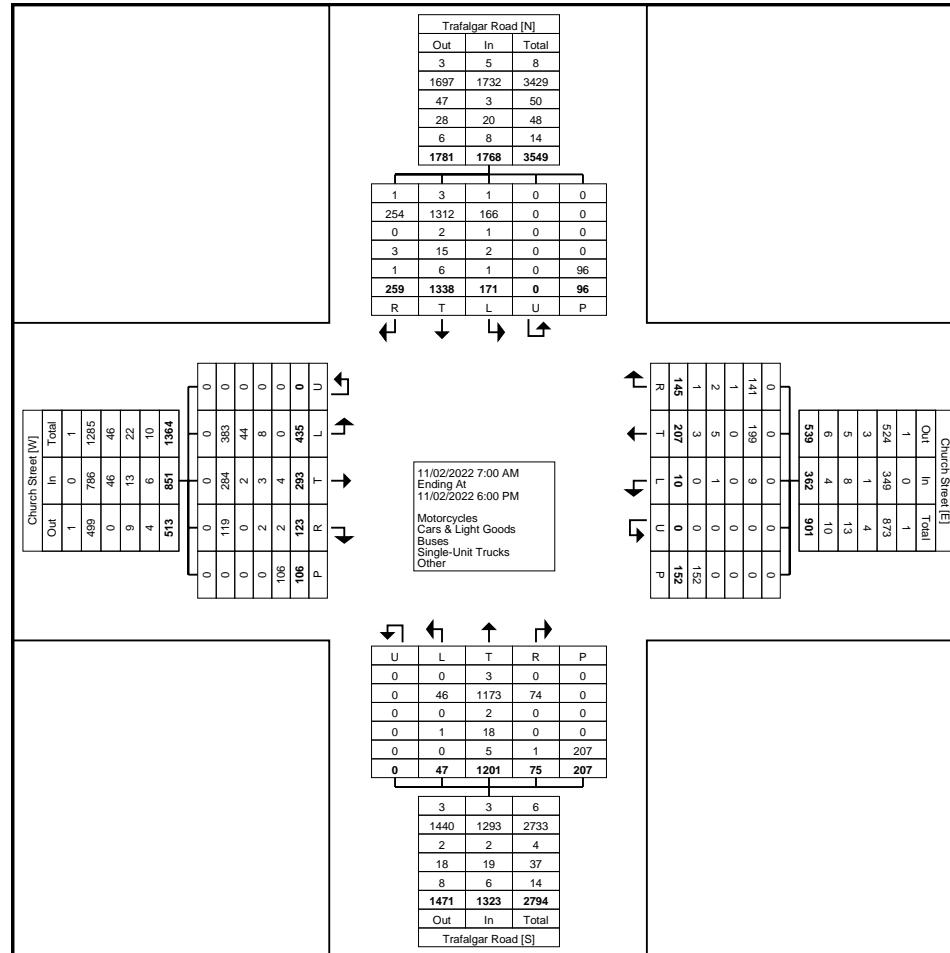 Trafalgar Road [N]
Out In Total
3 5 8
1697 1732 3429
47 3 50
28 20 48
6 8 14
1781 1768 3549
1 3 1 0 0
254 1312 166 0 0
0 2 1 0 0
3 15 2 0 0
1 6 1 0 96
259 1338 171 0 96
R T L U P
Church Street [W]
Out In Total
1 0 1
499 786 1285
0 46 46
9 13 22
4 6 10
513 851 1364
0 0 0 0 0
0 119 284 383 0
0 0 2 44 0
0 2 3 8 0
106 2 4 0 0
106 123 293 435 0
P R T L U
11/02/2022 7:00 AM
Ending At
11/02/2022 6:00 PM
Motorcycles
Cars & Light Goods
Buses
Single-Unit Trucks
Other
Church Street [E]
Out In Total
1 0 1
524 349 873
3 1 4
5 8 13
6 4 10
539 362 901
0 0 0 0 0
141 199 9 0 0
1 0 0 0 0
2 5 1 0 0
1 3 0 0 152
145 207 10 0 152
R T L U P
U L T R P
0 0 3 0 0
0 46 1173 74 0
0 0 2 0 0
0 1 18 0 0
0 0 5 1 207
0 47 1201 75 207
3 3 6
1440 1293 2733
2 2 4
18 19 37
8 6 14
1471 1323 2794
Out In Total
Trafalgar Road [S]